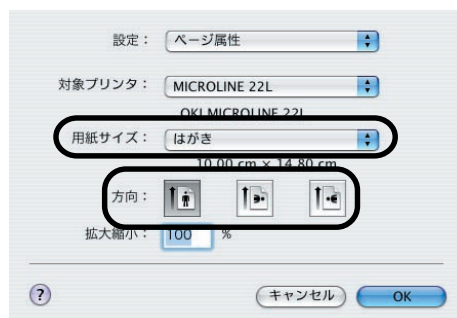 設定： ページ属性
対象プリンタ： MICROLINE 22L
OKI MICROLINE 22L
用紙サイズ： はがき
10.00 cm × 14.80 cm
方向：
拡大縮小： 100 %
? キャンセル OK